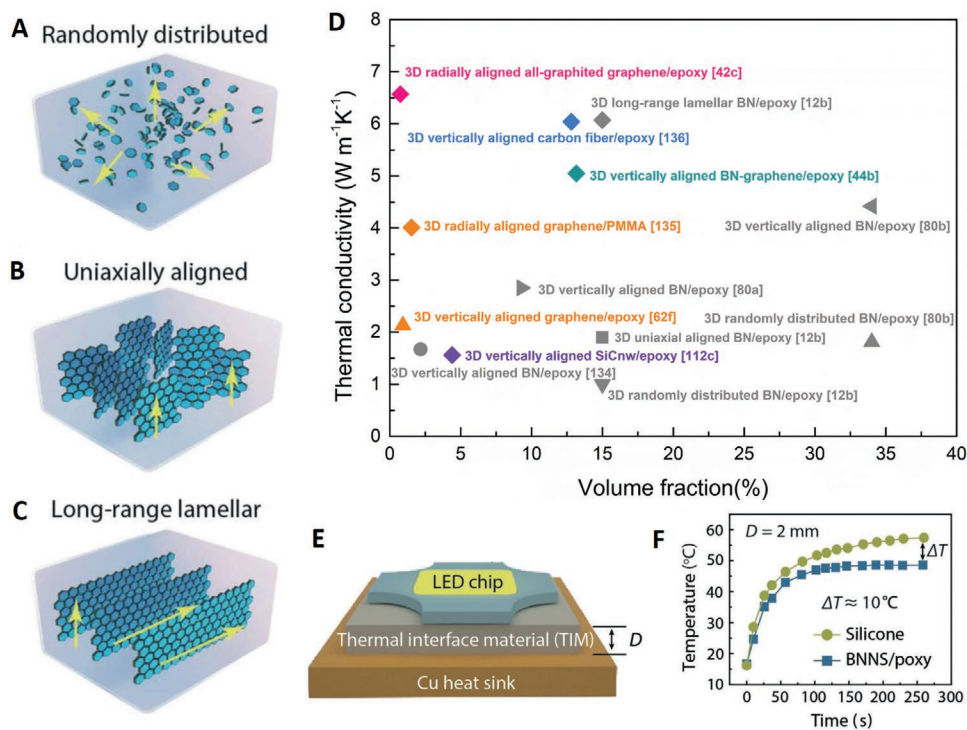 A
Randomly distributed
B
Uniaxially aligned
C
Long-range lamellar
D
Thermal conductivity (W m⁻¹K⁻¹)
8
7
6
5
4
3
2
1
0
3D radially aligned all-graphited graphene/epoxy [42c]
3D long-range lamellar BN/epoxy [12b]
3D vertically aligned carbon fiber/epoxy [136]
3D vertically aligned BN-graphene/epoxy [44b]
3D radially aligned graphene/PMMA [135]
3D vertically aligned BN/epoxy [80b]
3D vertically aligned BN/epoxy [80a]
3D vertically aligned graphene/epoxy [62f]
3D randomly distributed BN/epoxy [80b]
3D uniaxial aligned BN/epoxy [12b]
3D vertically aligned SiCnw/epoxy [112c]
3D vertically aligned BN/epoxy [134]
3D randomly distributed BN/epoxy [12b]
0 5 10 15 20 25 30 35 40
Volume fraction(%)
E
LED chip
Thermal interface material (TIM)
D
Cu heat sink
F
Temperature (°C)
60
50
40
30
20
10
D = 2 mm
ΔT
ΔT ≈ 10℃
Silicone
BNNS/poxy
0 50 100 150 200 250 300
Time (s)